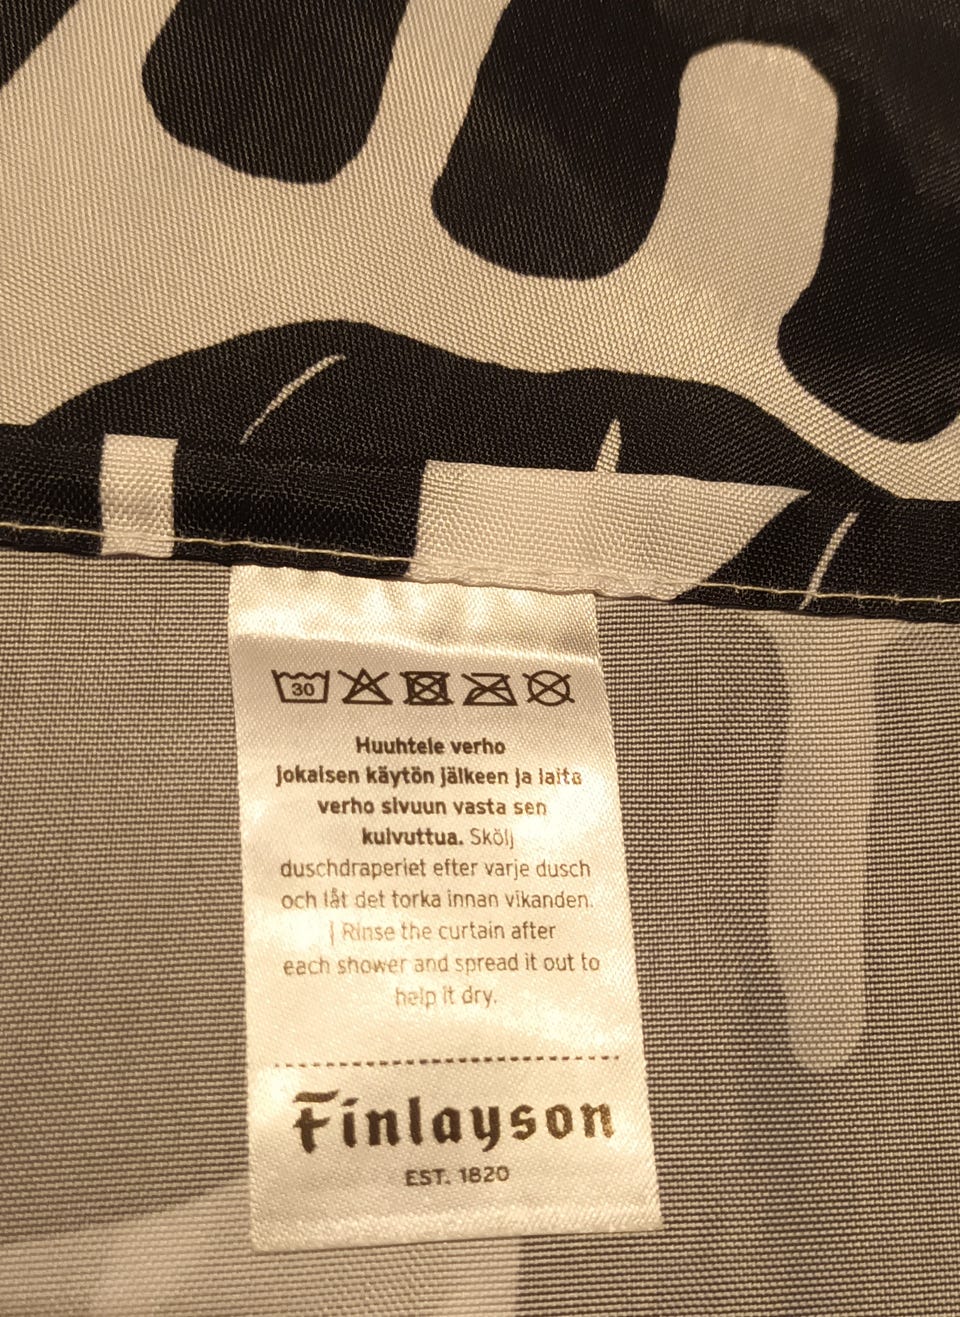 30
Huuhtele verho
jokaisen käytön jälkeen ja laita
verho sivuun vasta sen
kuivuttua. Skölj
duschdraperiet efter varje dusch
och låt det torka innan vikanden.
| Rinse the curtain after
each shower and spread it out to
help it dry.
Finlayson
EST. 1820